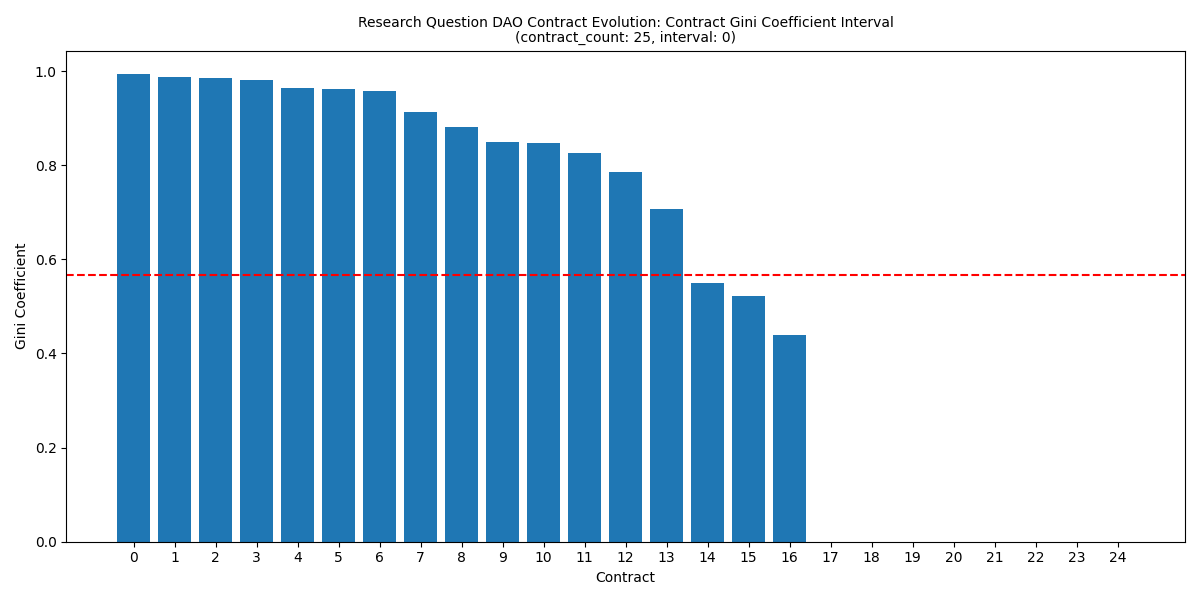 Research Question DAO Contract Evolution: Contract Gini Coefficient Interval
(contract_count: 25, interval: 0)
Gini Coefficient
1.0
0.8
0.6
0.4
0.2
0.0
0 1 2 3 4 5 6 7 8 9 10 11 12 13 14 15 16 17 18 19 20 21 22 23 24
Contract